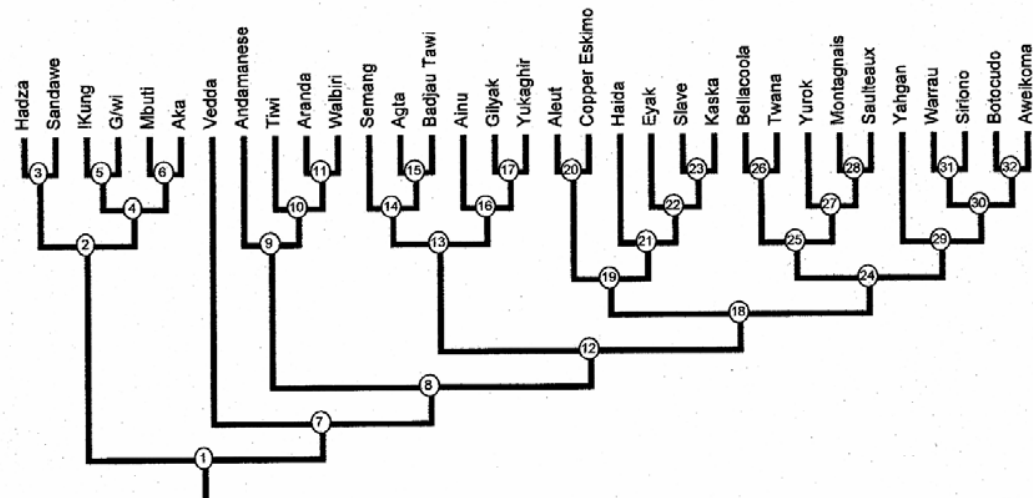 Hadza
Sandawe
!Kung
G/wi
Mbuti
Aka
Vedda
Andamanese
Tiwi
Aranda
Walbiri
Semang
Agta
Badjau Tawi
Ainu
Gilyak
Yukaghir
Aleut
Copper Eskimo
Haida
Eyak
Slave
Kaska
Bellacoola
Twana
Yurok
Montagnais
Saulteaux
Yahgan
Warrau
Siriono
Botocudo
Aweikoma
3
5
6
11
15
17
20
23
26
28
31
32
4
10
14
16
22
27
30
2
9
13
21
25
29
19
24
18
12
8
7
1